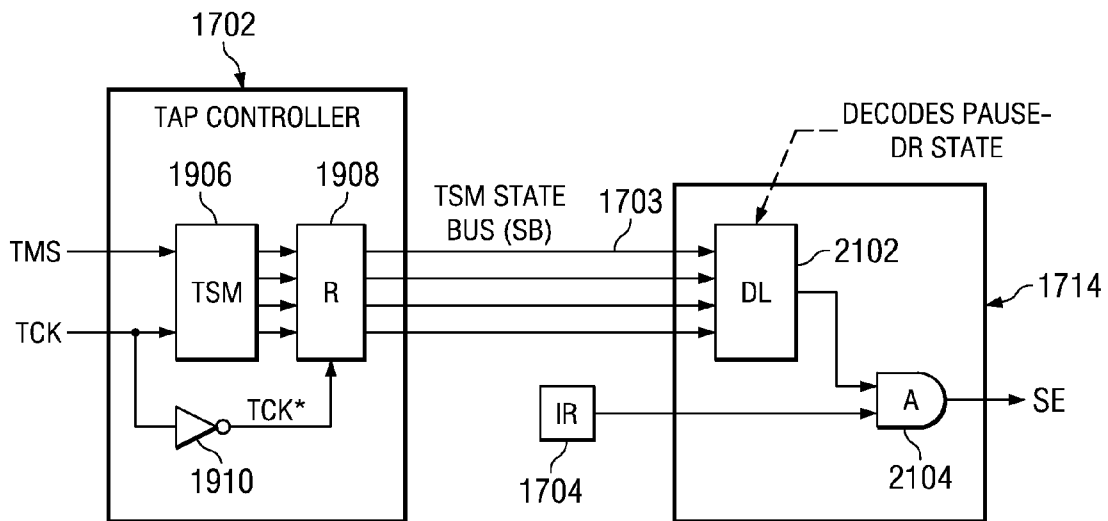 1702
TAP CONTROLLER
DECODES PAUSE-
DR STATE
1906
1908
TSM STATE
BUS (SB)
1703
TMS
TSM
R
DL
2102
1714
TCK
TCK*
IR
A
SE
1910
1704
2104